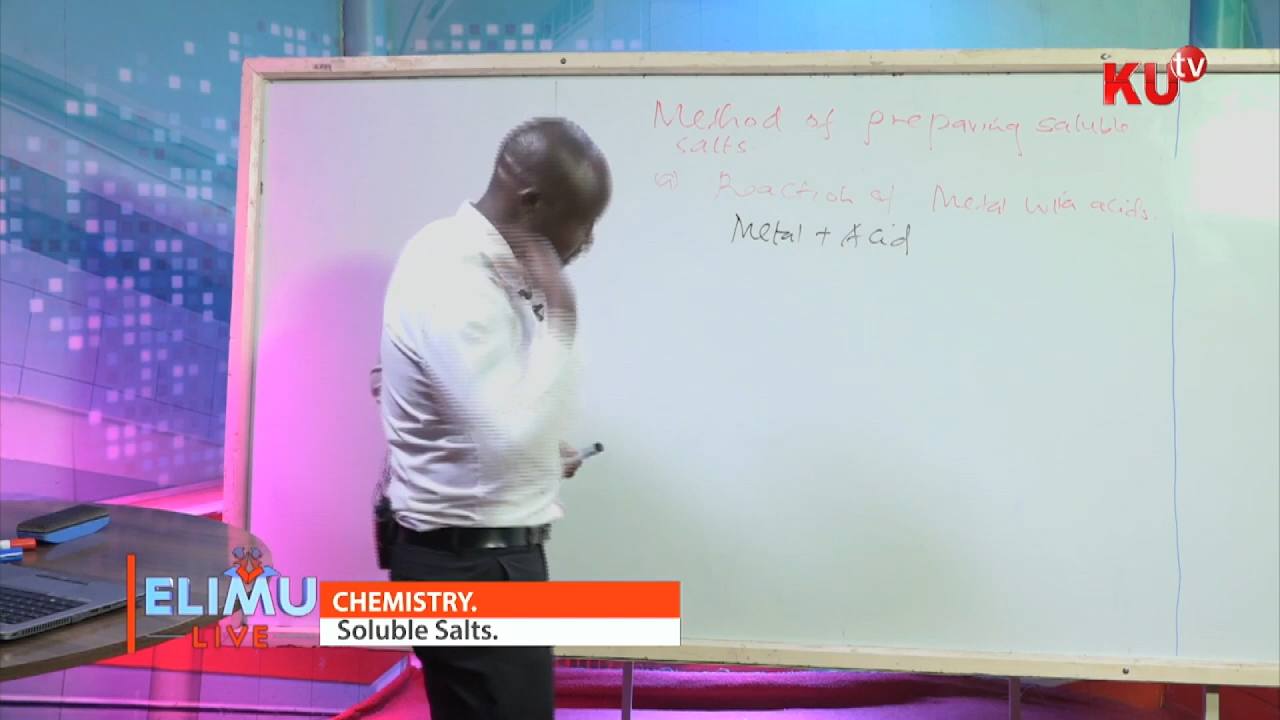 KU tv
Method of preparing soluble
salts
(a) Reaction of Metal with acids.
Metal + Acid
ELIMU
LIVE
CHEMISTRY.
Soluble Salts.